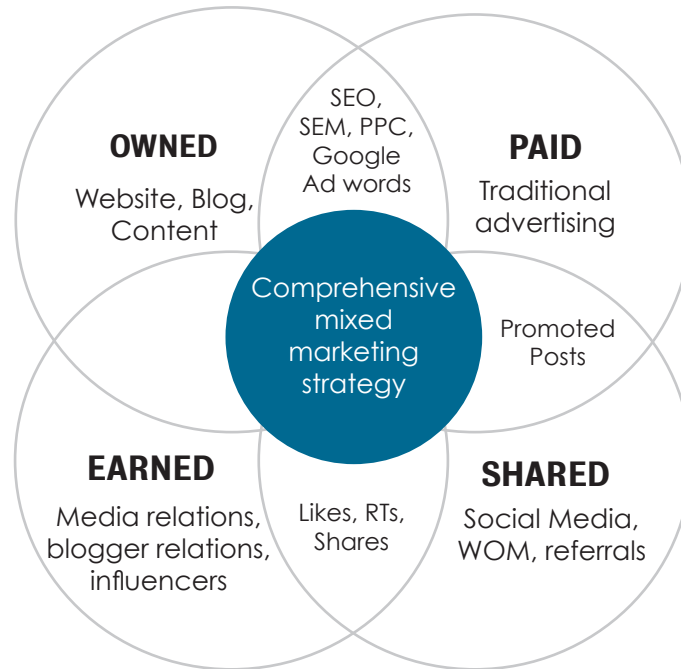 SEO,
SEM, PPC,
Google
Ad words
OWNED
Website, Blog,
Content
PAID
Traditional
advertising
Comprehensive
mixed
marketing
strategy
Promoted
Posts
EARNED
Media relations,
blogger relations,
influencers
Likes, RTs,
Shares
SHARED
Social Media,
WOM, referrals